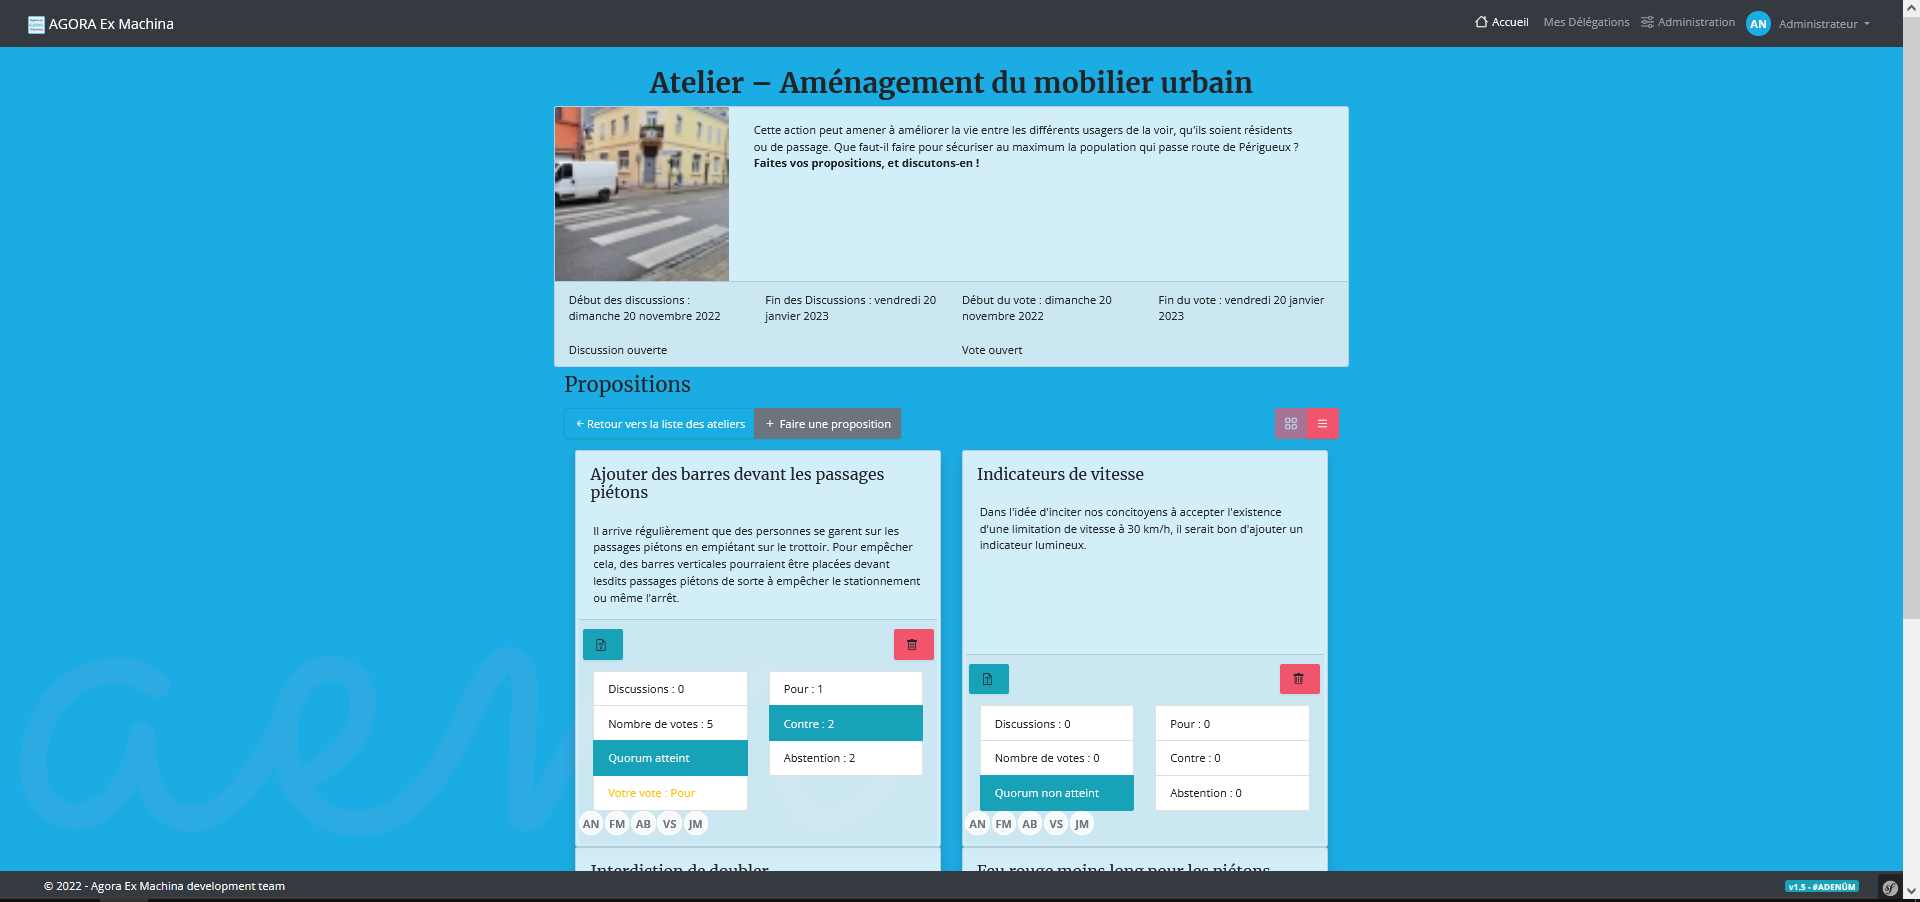 AGORA Ex Machina
Accueil
Mes Délégations
Administration
AN
Administrateur
Atelier – Aménagement du mobilier urbain
Cette action peut amener à améliorer la vie entre les différents usagers de la voir, qu'ils soient résidents
ou de passage. Que faut-il faire pour sécuriser au maximum la population qui passe route de Périgueux ?
Faites vos propositions, et discutons-en !
Début des discussions :
dimanche 20 novembre 2022
Fin des Discussions : vendredi 20
janvier 2023
Début du vote : dimanche 20
novembre 2022
Fin du vote : vendredi 20 janvier
2023
Discussion ouverte
Vote ouvert
Propositions
Retour vers la liste des ateliers
Faire une proposition
Ajouter des barres devant les passages
piétons
Il arrive régulièrement que des personnes se garent sur les
passages piétons en empiétant sur le trottoir. Pour empêcher
cela, des barres verticales pourraient être placées devant
lesdits passages piétons de sorte à empêcher le stationnement
ou même l'arrêt.
Discussions : 0
Nombre de votes : 5
Quorum atteint
Votre vote : Pour
Pour : 1
Contre : 2
Abstention : 2
AN FM AB VS JM
Indicateurs de vitesse
Dans l'idée d'inciter nos concitoyens à accepter l'existence
d'une limitation de vitesse à 30 km/h, il serait bon d'ajouter un
indicateur lumineux.
Discussions : 0
Nombre de votes : 0
Quorum non atteint
Pour : 0
Contre : 0
Abstention : 0
AN FM AB VS JM
Interdiction de doubler
Feu rouge moins long pour les piétons
aem
© 2022 - Agora Ex Machina development team
v1.5 - #ADENÜM
sf